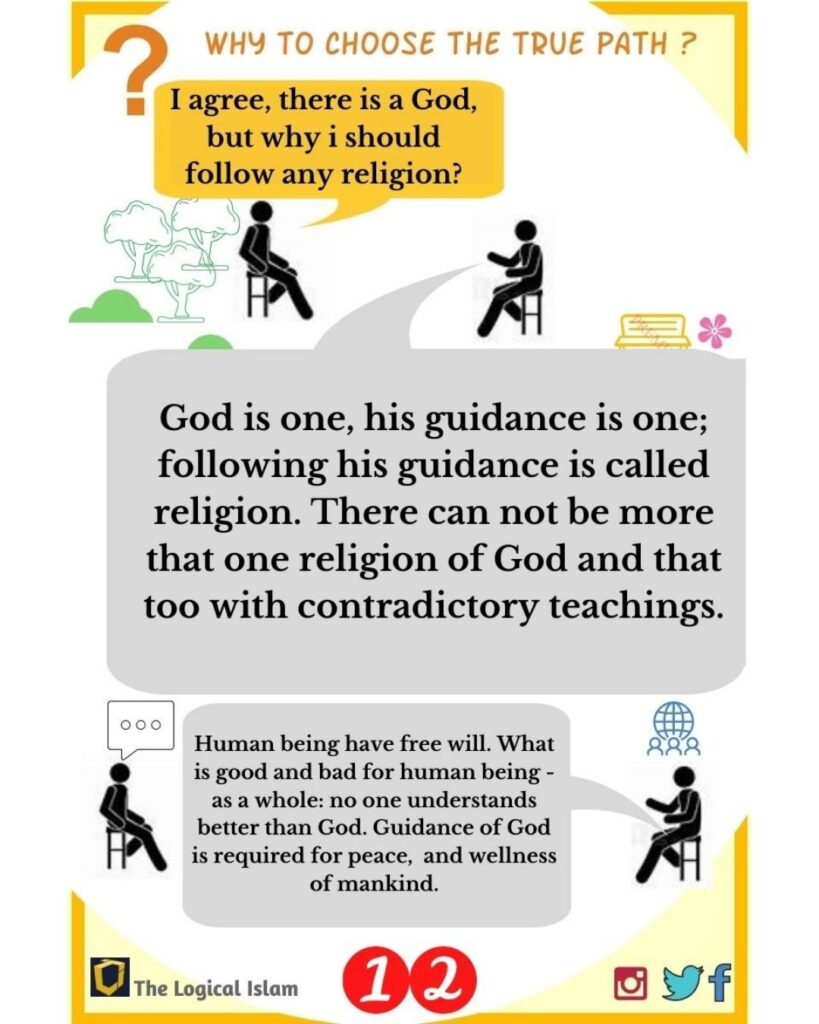 ?
WHY TO CHOOSE THE TRUE PATH ?
I agree, there is a God,
but why i should
follow any religion?
God is one, his guidance is one;
following his guidance is called
religion. There can not be more
that one religion of God and that
too with contradictory teachings.
Human being have free will. What
is good and bad for human being -
as a whole: no one understands
better than God. Guidance of God
is required for peace, and wellness
of mankind.
The Logical Islam
12